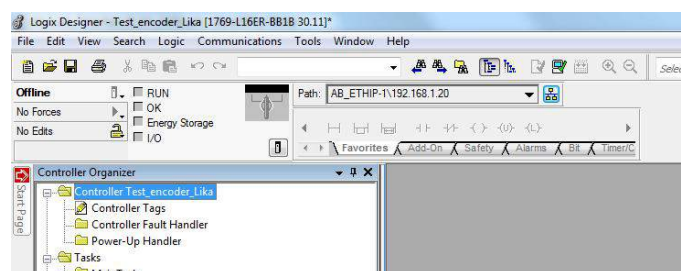 Logix Designer - Test_encoder_Lika [1769-L16ER-BB1B 30.11]*
File Edit View Search Logic Communications Tools Window Help
Selec
Offline RUN Path: AB_ETHIP-1\192.168.1.20
No Forces OK
No Edits Energy Storage
I/O
Favorites Add-On Safety Alarms Bit Timer/C
Start Page
Controller Organizer
Controller Test_encoder_Lika
Controller Tags
Controller Fault Handler
Power-Up Handler
Tasks